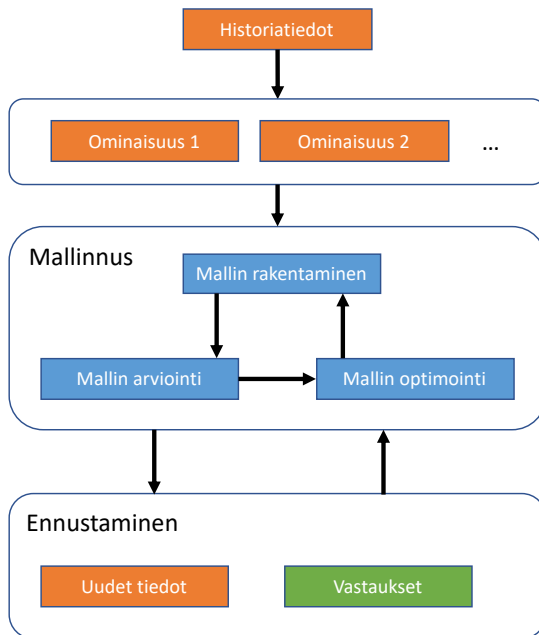 Historiatiedot
Ominaisuus 1
Ominaisuus 2
...
Mallinnus
Mallin rakentaminen
Mallin arviointi
Mallin optimointi
Ennustaminen
Uudet tiedot
Vastaukset